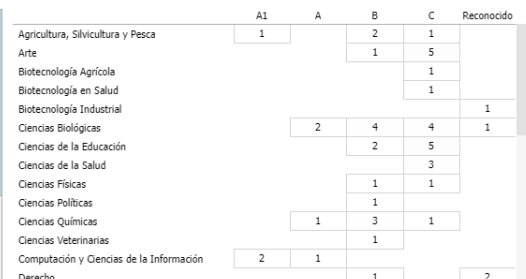 A1 A B C Reconocido
Agricultura, Silvicultura y Pesca 1 2 1
Arte 1 5
Biotecnología Agrícola 1
Biotecnología en Salud 1
Biotecnología Industrial 1
Ciencias Biológicas 2 4 4 1
Ciencias de la Educación 2 5
Ciencias de la Salud 3
Ciencias Físicas 1 1
Ciencias Políticas 1
Ciencias Químicas 1 3 1
Ciencias Veterinarias 1
Computación y Ciencias de la Información 2 1
Derecho 1 2